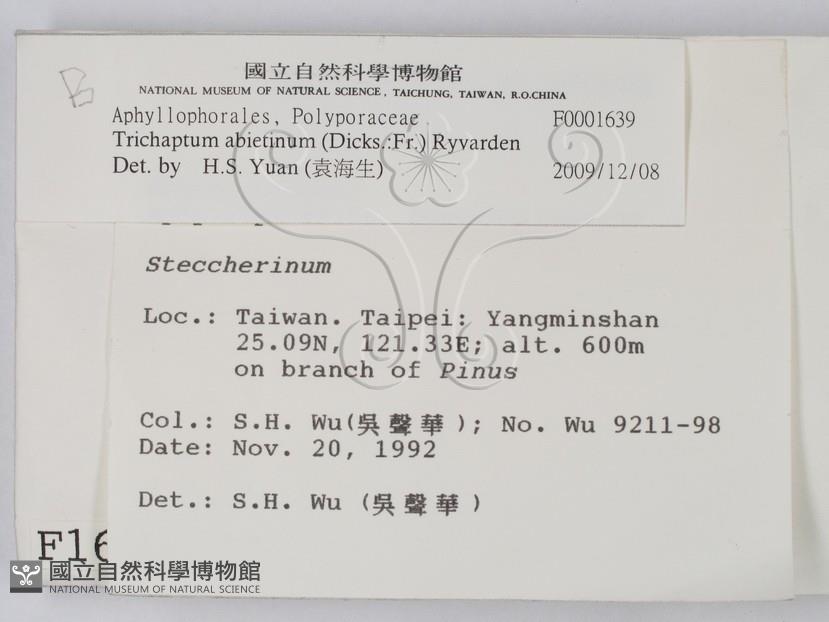 國立自然科學博物館
NATIONAL MUSEUM OF NATURAL SCIENCE, TAICHUNG, TAIWAN, R.O.CHINA
Aphyllophorales, Polyporaceae F0001639
Trichaptum abietinum (Dicks.:Fr.) Ryvarden
Det. by H.S. Yuan (袁海生) 2009/12/08
Steccherinum
Loc.: Taiwan. Taipei: Yangminshan
25.09N, 121.33E; alt. 600m
on branch of Pinus
Col.: S.H. Wu(吳聲華); No. Wu 9211-98
Date: Nov. 20, 1992
Det.: S.H. Wu (吳聲華)
F16
國立自然科學博物館
NATIONAL MUSEUM OF NATURAL SCIENCE